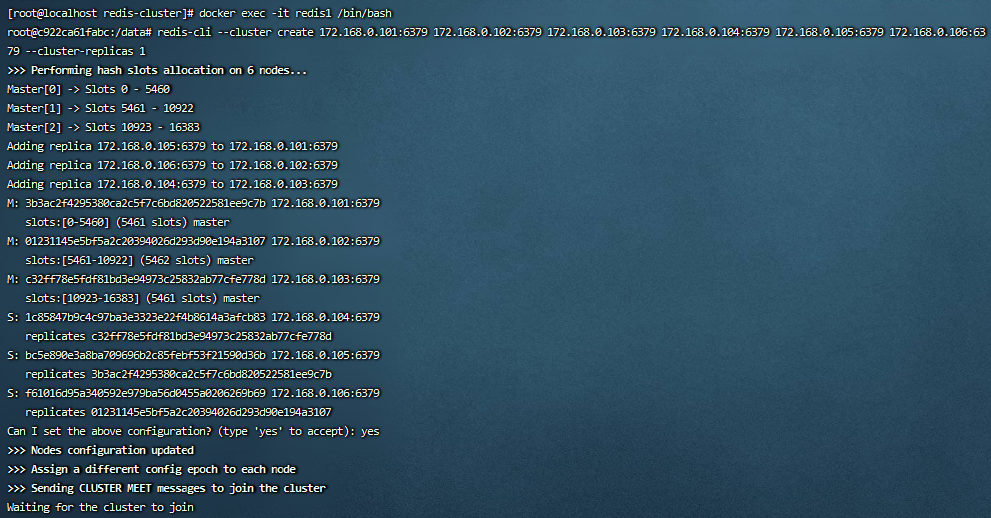 [root@localhost redis-cluster]# docker exec -it redis1 /bin/bash
root@c922ca61fabc:/data# redis-cli --cluster create 172.168.0.101:6379 172.168.0.102:6379 172.168.0.103:6379 172.168.0.104:6379 172.168.0.105:6379 172.168.0.106:63
79 --cluster-replicas 1
>>> Performing hash slots allocation on 6 nodes...
Master[0] -> Slots 0 - 5460
Master[1] -> Slots 5461 - 10922
Master[2] -> Slots 10923 - 16383
Adding replica 172.168.0.105:6379 to 172.168.0.101:6379
Adding replica 172.168.0.106:6379 to 172.168.0.102:6379
Adding replica 172.168.0.104:6379 to 172.168.0.103:6379
M: 3b3ac2f4295380ca2c5f7c6bd820522581ee9c7b 172.168.0.101:6379
   slots:[0-5460] (5461 slots) master
M: 01231145e5bf5a2c20394026d293d90e194a3107 172.168.0.102:6379
   slots:[5461-10922] (5462 slots) master
M: c32ff78e5fdf81bd3e94973c25832ab77cfe778d 172.168.0.103:6379
   slots:[10923-16383] (5461 slots) master
S: 1c85847b9c4c97ba3e3323e22f4b8614a3afcb83 172.168.0.104:6379
   replicates c32ff78e5fdf81bd3e94973c25832ab77cfe778d
S: bc5e890e3a8ba709696b2c85febf53f21590d36b 172.168.0.105:6379
   replicates 3b3ac2f4295380ca2c5f7c6bd820522581ee9c7b
S: f61016d95a340592e979ba56d0455a0206269b69 172.168.0.106:6379
   replicates 01231145e5bf5a2c20394026d293d90e194a3107
Can I set the above configuration? (type 'yes' to accept): yes
>>> Nodes configuration updated
>>> Assign a different config epoch to each node
>>> Sending CLUSTER MEET messages to join the cluster
Waiting for the cluster to join